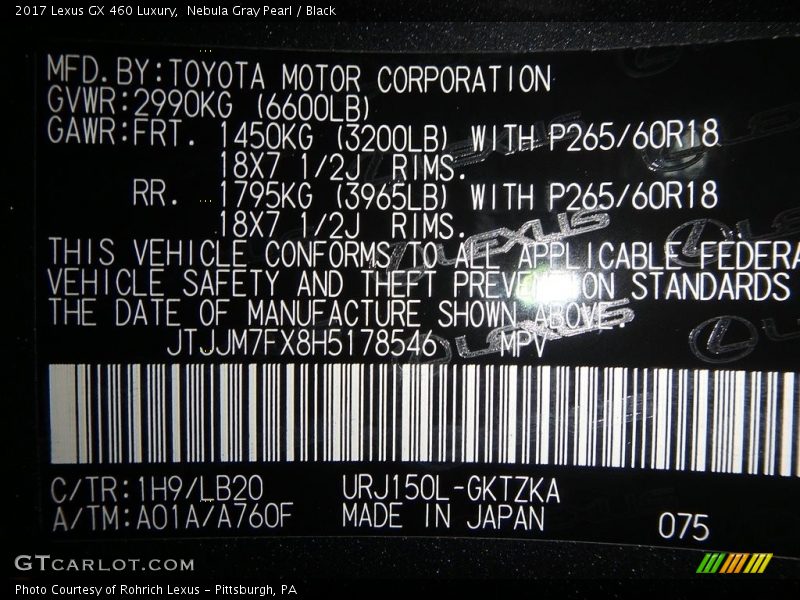 2017 Lexus GX 460 Luxury,  Nebula Gray Pearl / Black
MFD.BY:TOYOTA MOTOR CORPORATION
GVWR:2990KG (6600LB)
GAWR:FRT. 1450KG (3200LB) WITH P265/60R18
18X7 1/2J RIMS.
RR. 1795KG (3965LB) WITH P265/60R18
18X7 1/2J RIMS.
THIS VEHICLE CONFORMS TO ALL APPLICABLE FEDERA
VEHICLE SAFETY AND THEFT PREVENTION STANDARDS
THE DATE OF MANUFACTURE SHOWN ABOVE.
JTJJM7FX8H5178546 MPV
C/TR:1H9/LB20 URJ150L-GKTZKA
A/TM:A01A/A760F MADE IN JAPAN 075
LEXUS
LEXUS
GTCARLOT.COM
Photo Courtesy of Rohrich Lexus - Pittsburgh, PA